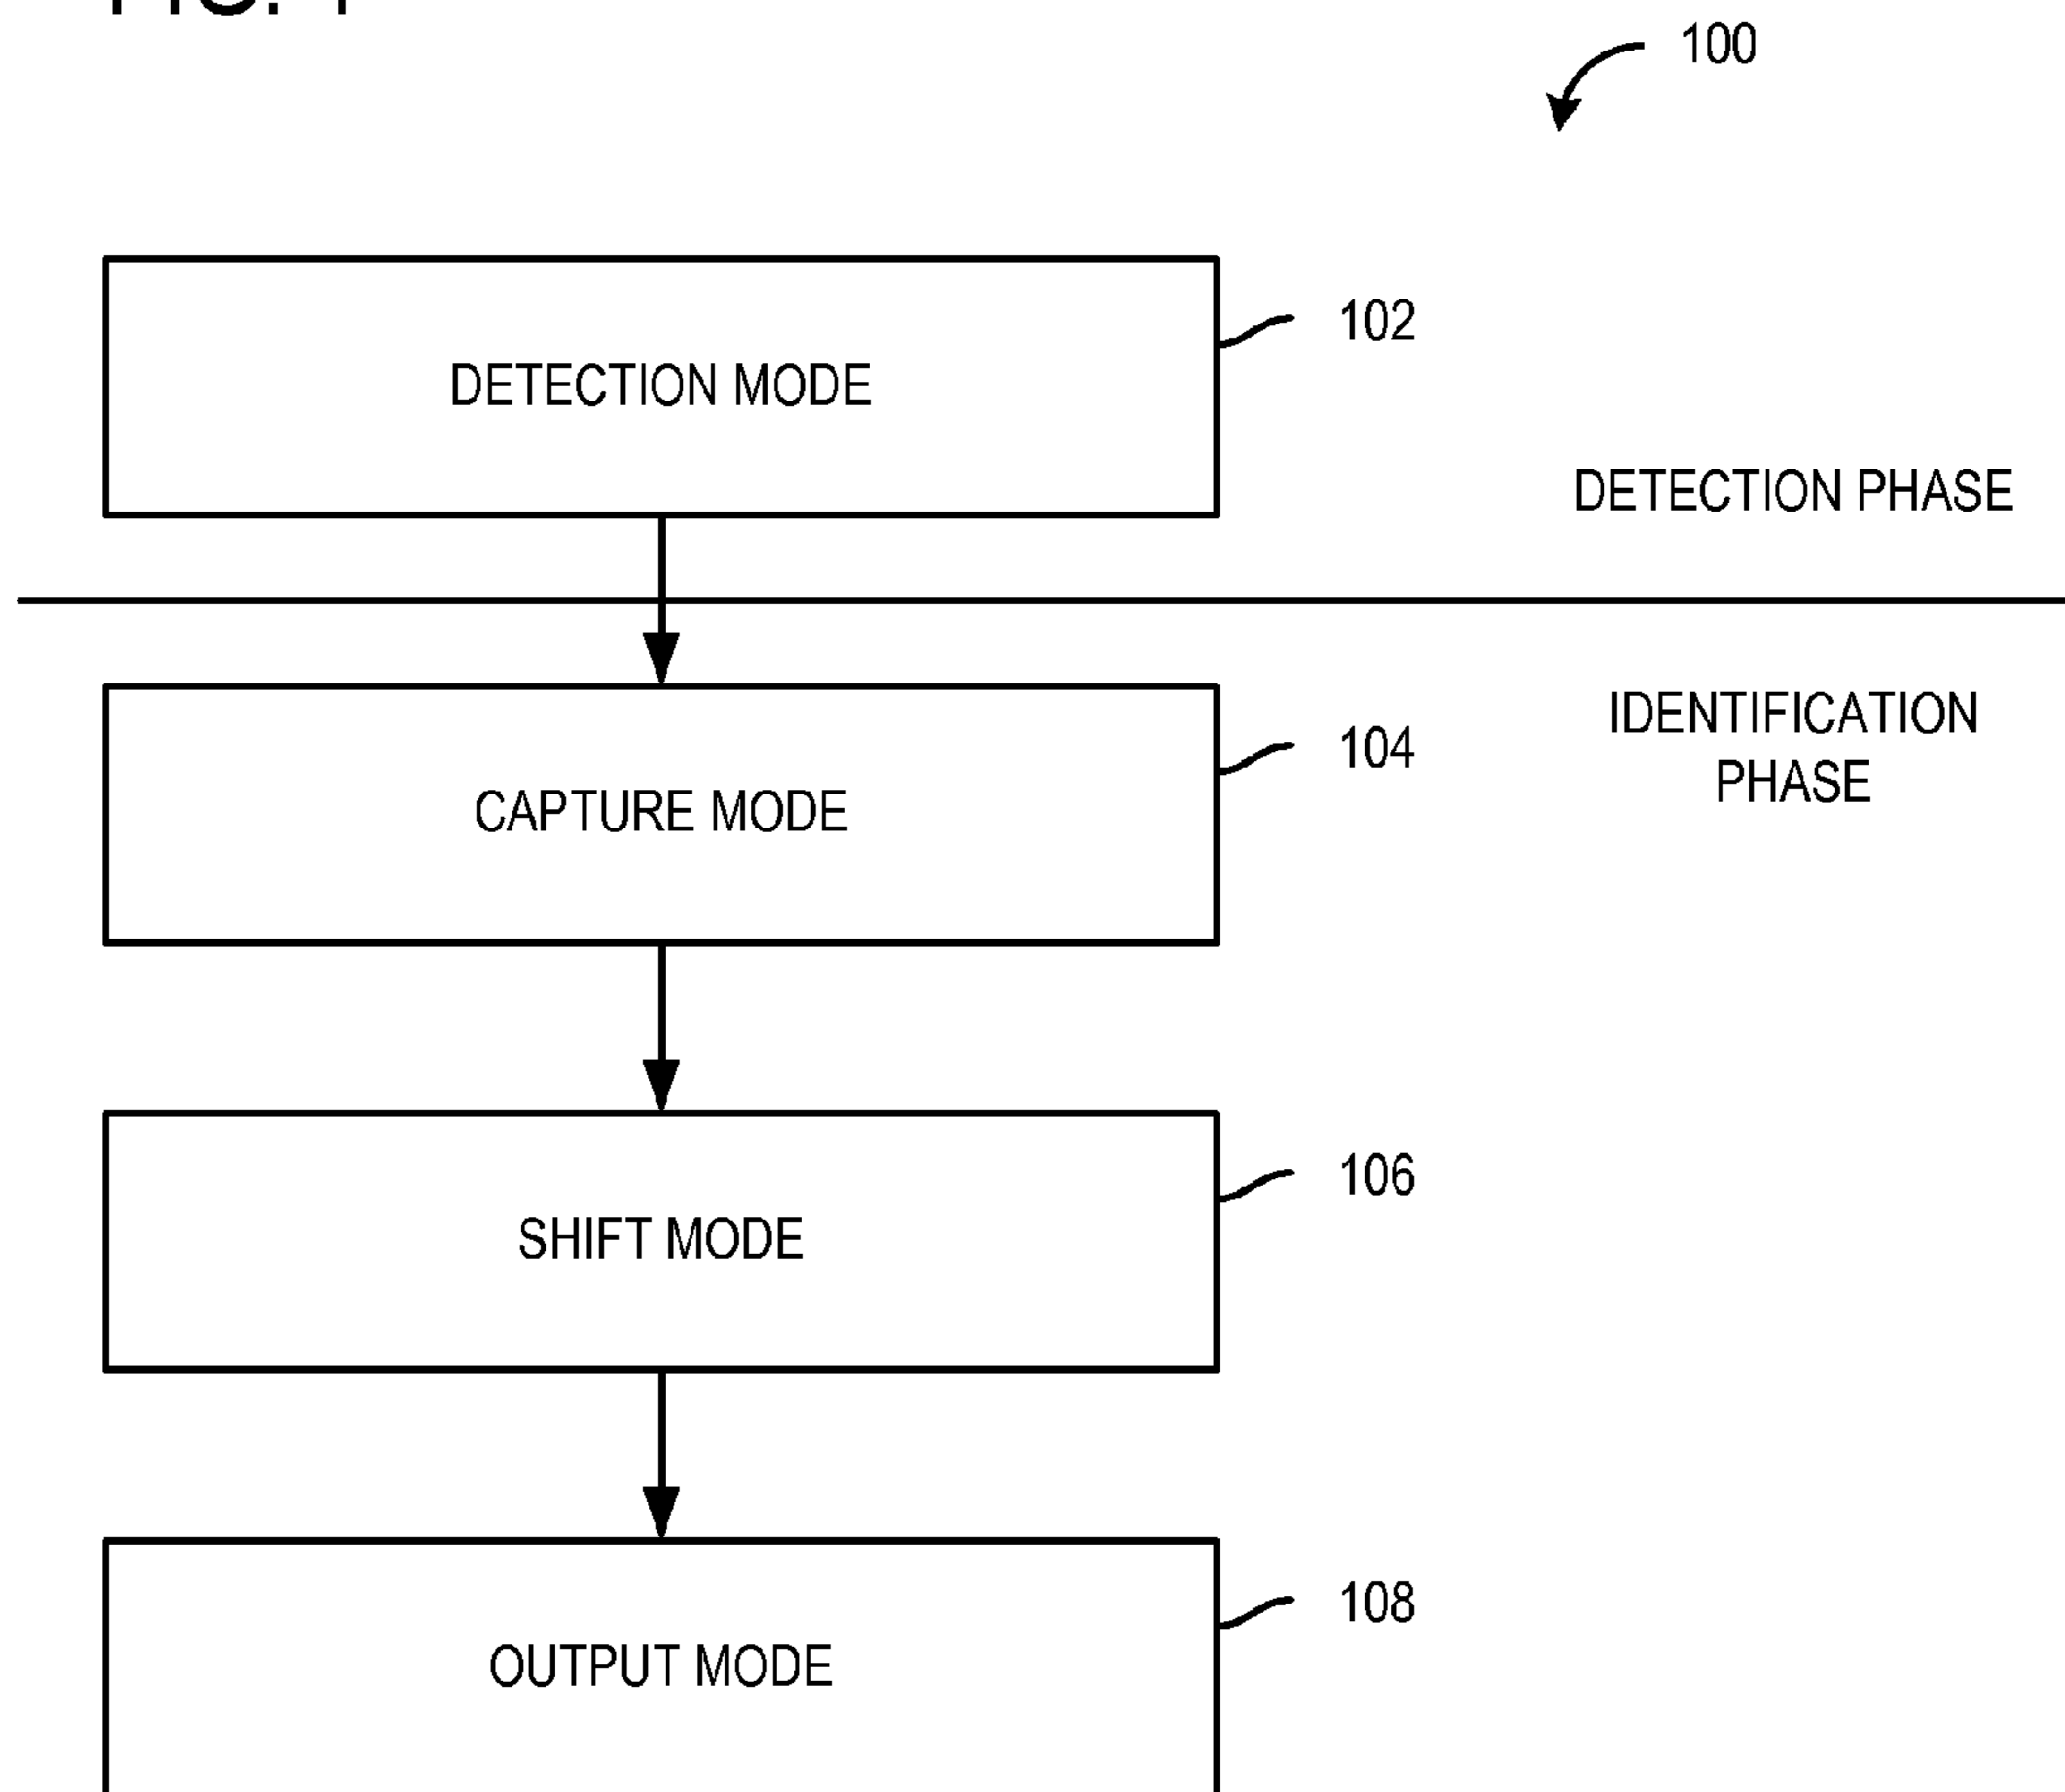 100
102
DETECTION MODE
DETECTION PHASE
IDENTIFICATION
PHASE
104
CAPTURE MODE
106
SHIFT MODE
108
OUTPUT MODE